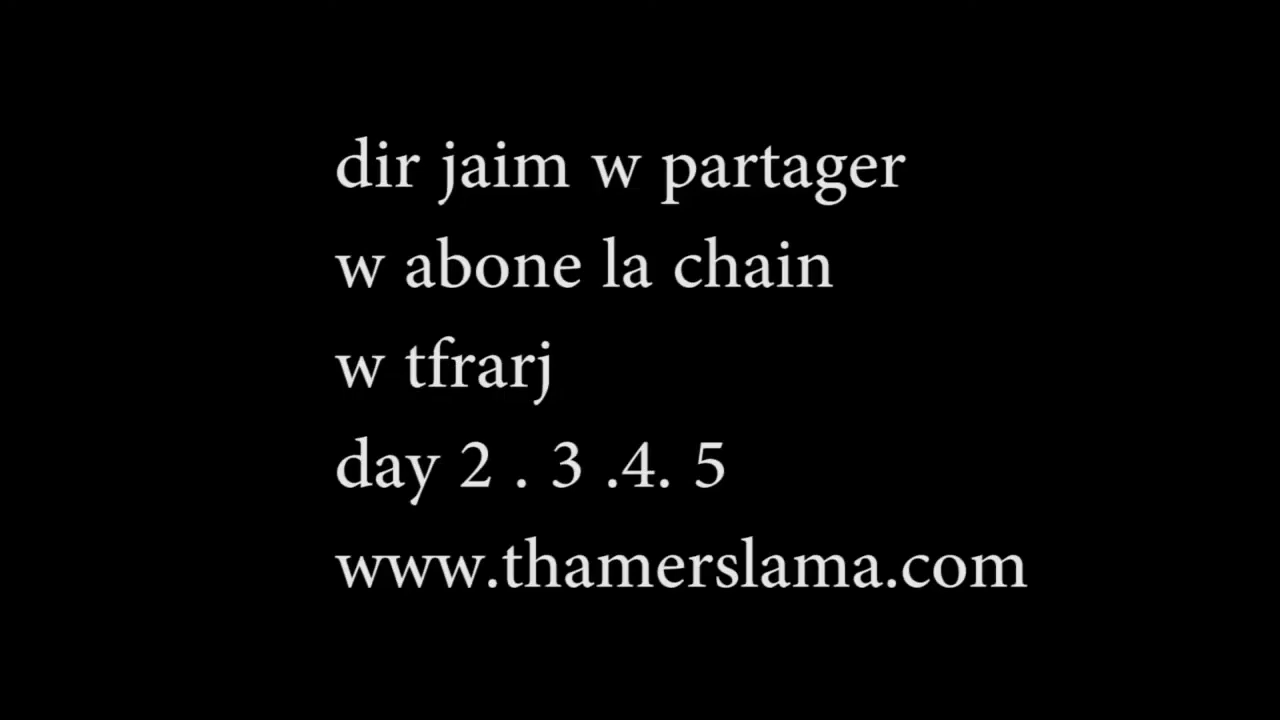 dir jaim w partager
w abone la chain
w tfrarj
day 2 . 3 .4. 5
www.thamerslama.com